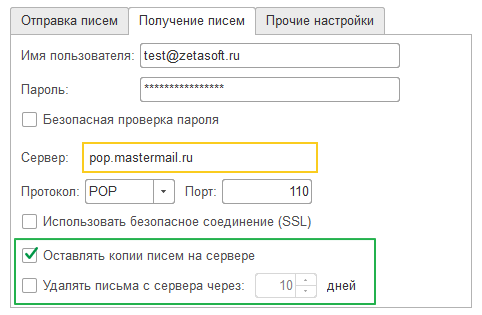 Отправка писем Получение писем Прочие настройки
Имя пользователя: test@zetasoft.ru
Пароль: ****************
Безопасная проверка пароля
Сервер: pop.mastermail.ru
Протокол: POP Порт: 110
Использовать безопасное соединение (SSL)
Оставлять копии писем на сервере
Удалять письма с сервера через: 10 дней